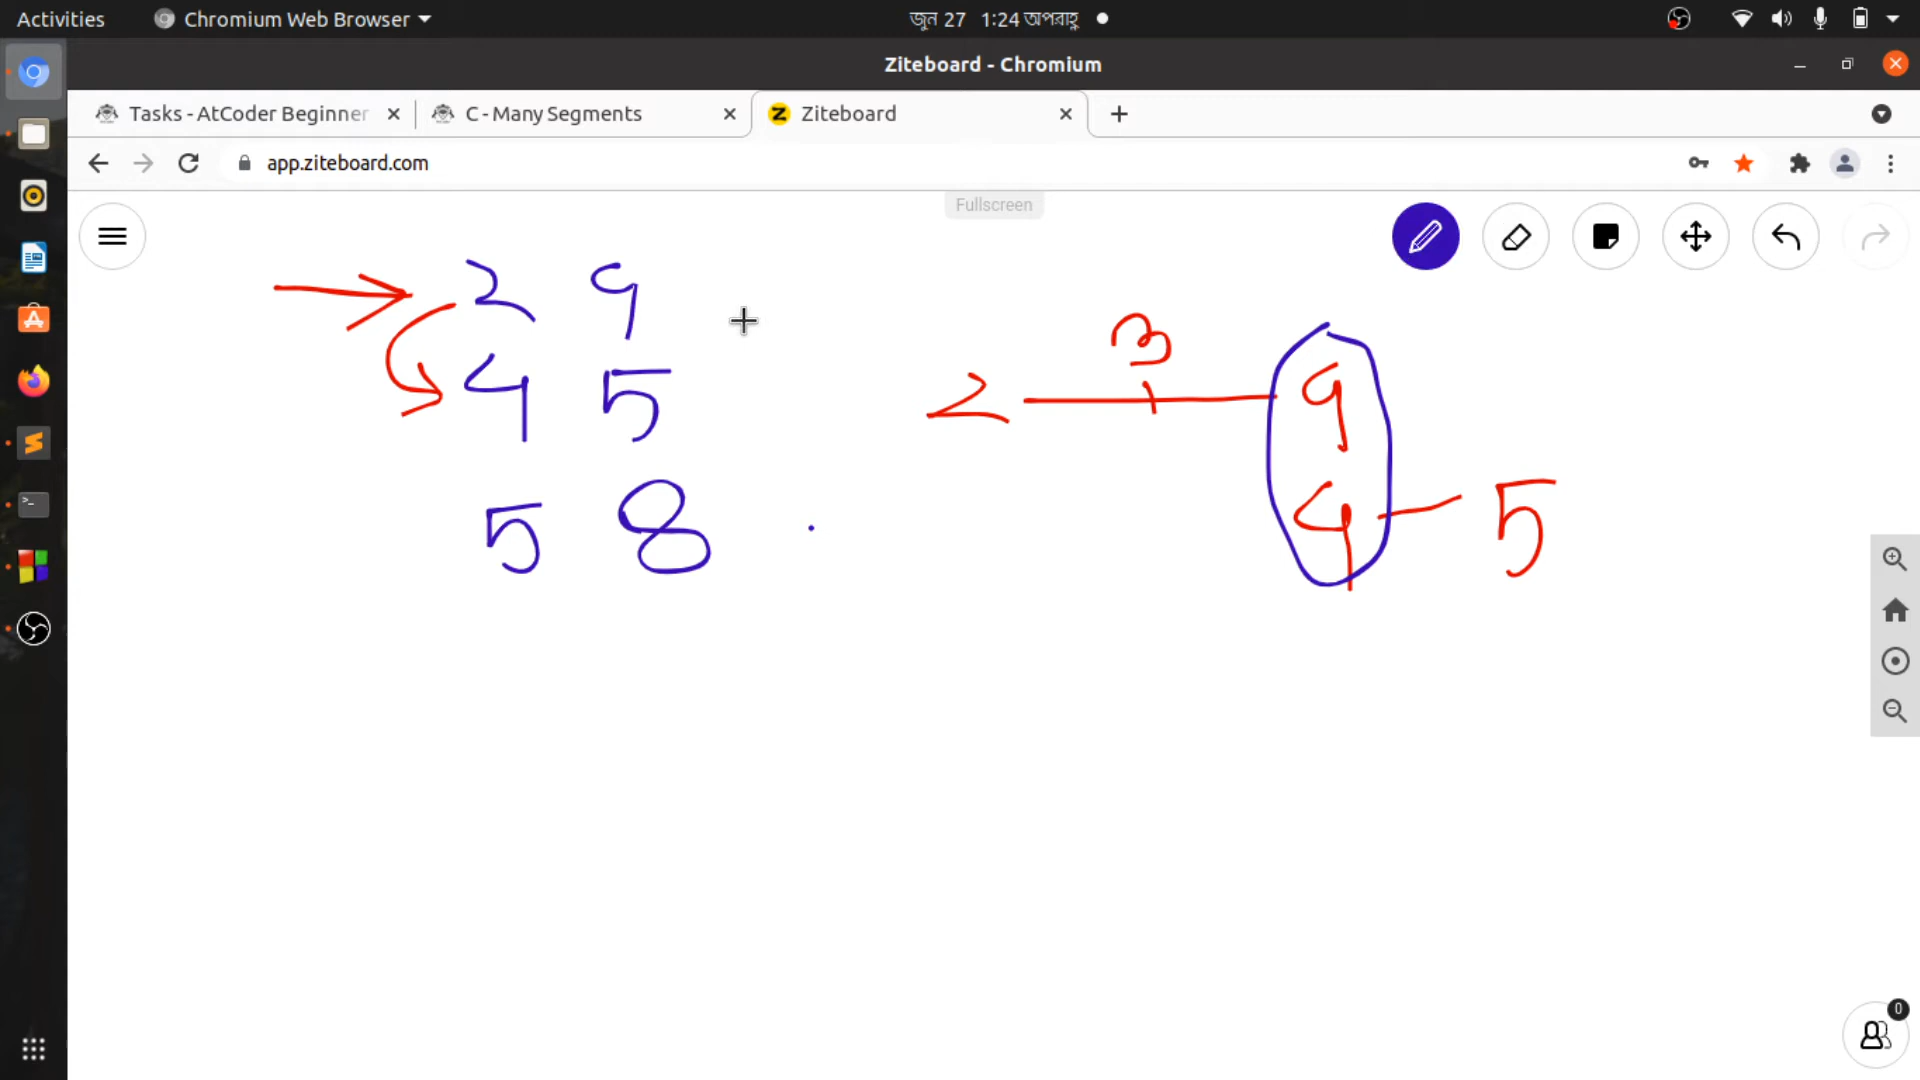 Activities Chromium Web Browser জুন 27 1:24 অপরাহ্ন
Ziteboard - Chromium
Tasks - AtCoder Beginner C - Many Segments Ziteboard
app.ziteboard.com
Fullscreen
2 9
4 5
5 8
3
2 9
4 5
0